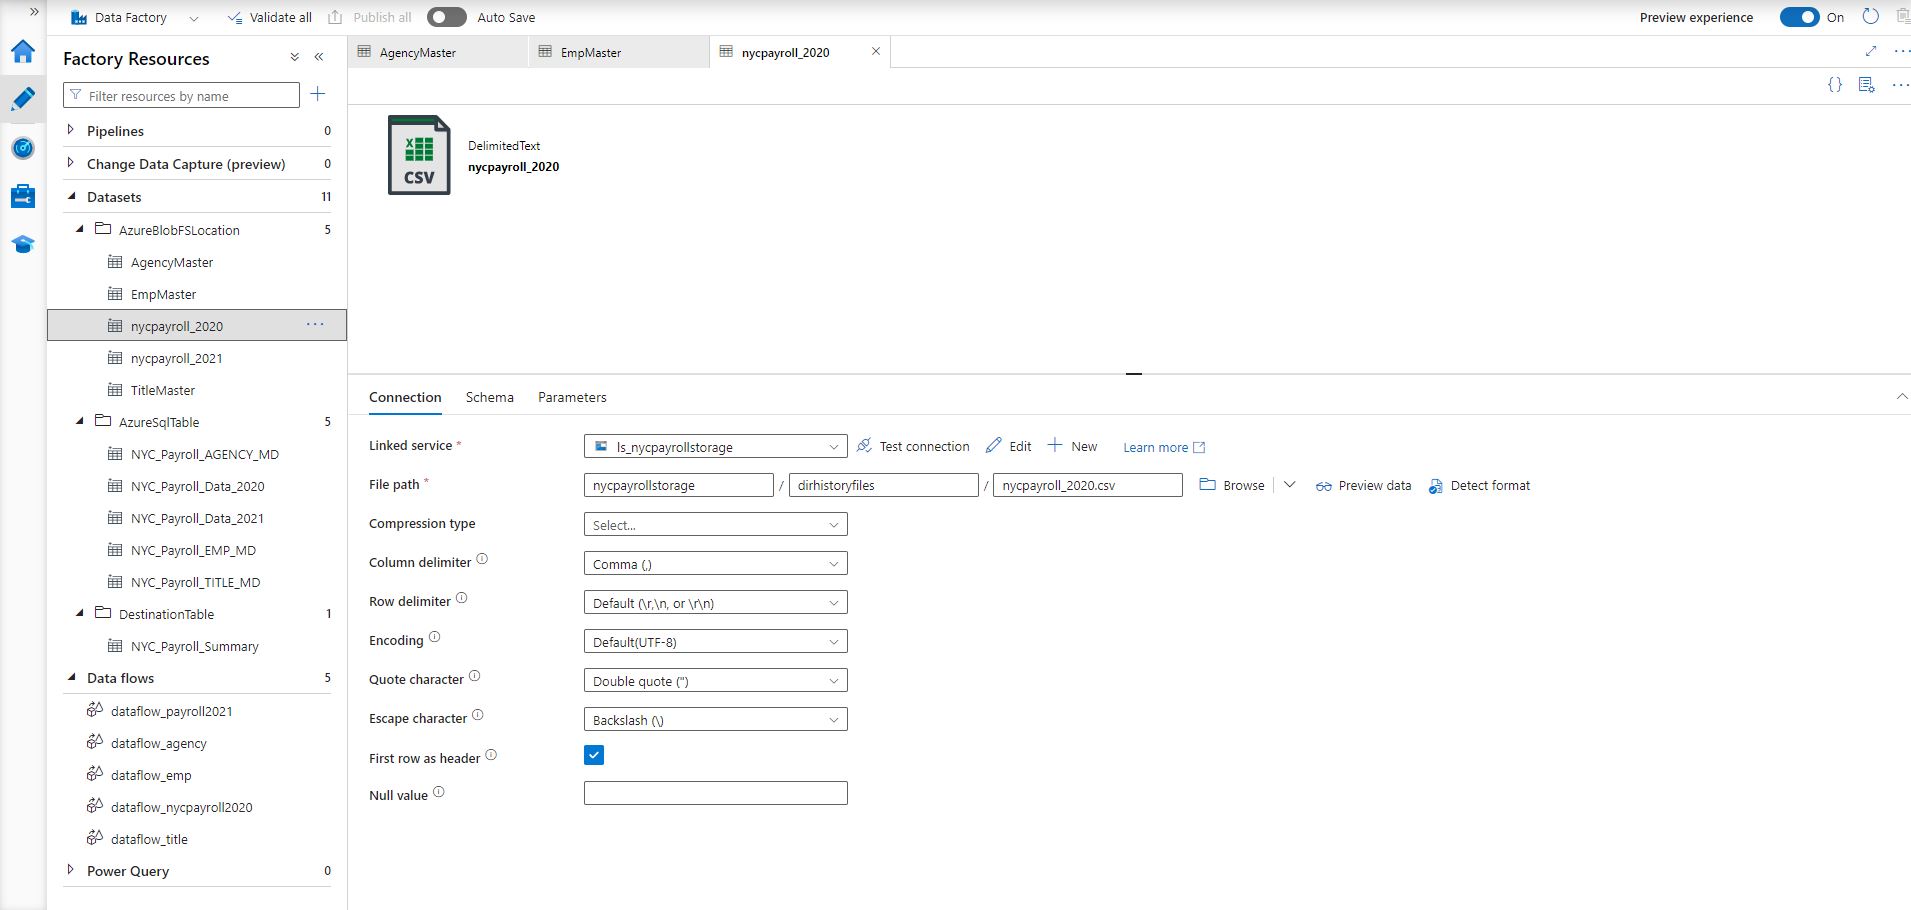 Data Factory
Validate all
Publish all
Auto Save
Preview experience
On
Factory Resources
Filter resources by name
Pipelines 0
Change Data Capture (preview) 0
Datasets 11
AzureBlobFSLocation 5
AgencyMaster
EmpMaster
nycpayroll_2020
nycpayroll_2021
TitleMaster
AzureSqlTable 5
NYC_Payroll_AGENCY_MD
NYC_Payroll_Data_2020
NYC_Payroll_Data_2021
NYC_Payroll_EMP_MD
NYC_Payroll_TITLE_MD
DestinationTable 1
NYC_Payroll_Summary
Data flows 5
dataflow_payroll2021
dataflow_agency
dataflow_emp
dataflow_nycpayroll2020
dataflow_title
Power Query 0
AgencyMaster
EmpMaster
nycpayroll_2020
{}
X
CSV
DelimitedText
nycpayroll_2020
Connection
Schema
Parameters
Linked service * ls_nycpayrollstorage Test connection Edit New Learn more
File path * nycpayrollstorage / dirhistoryfiles / nycpayroll_2020.csv Browse Preview data Detect format
Compression type Select...
Column delimiter Comma (,)
Row delimiter Default (\r,\n, or \r\n)
Encoding Default(UTF-8)
Quote character Double quote (")
Escape character Backslash (\)
First row as header
Null value